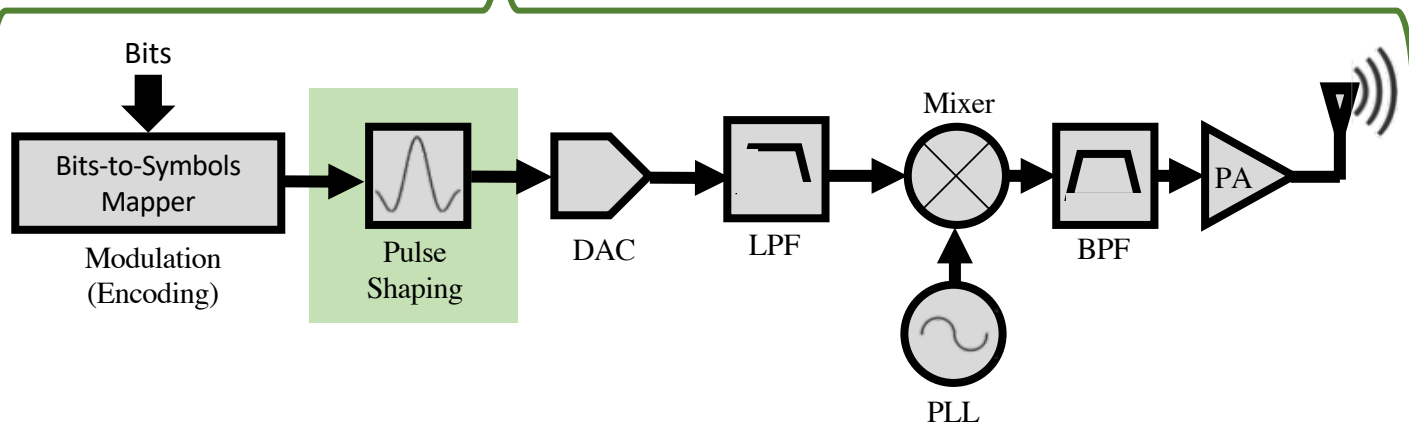 Bits
Bits-to-Symbols
Mapper
Modulation
(Encoding)
Pulse
Shaping
DAC
LPF
Mixer
PLL
BPF
PA